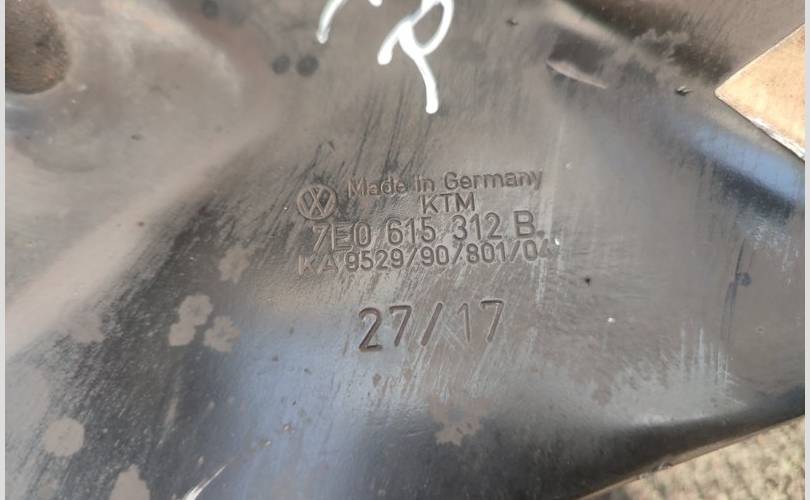 R
Made in Germany
KTM
7E0 615 312 B
KA 9529/90/801/04
27/17